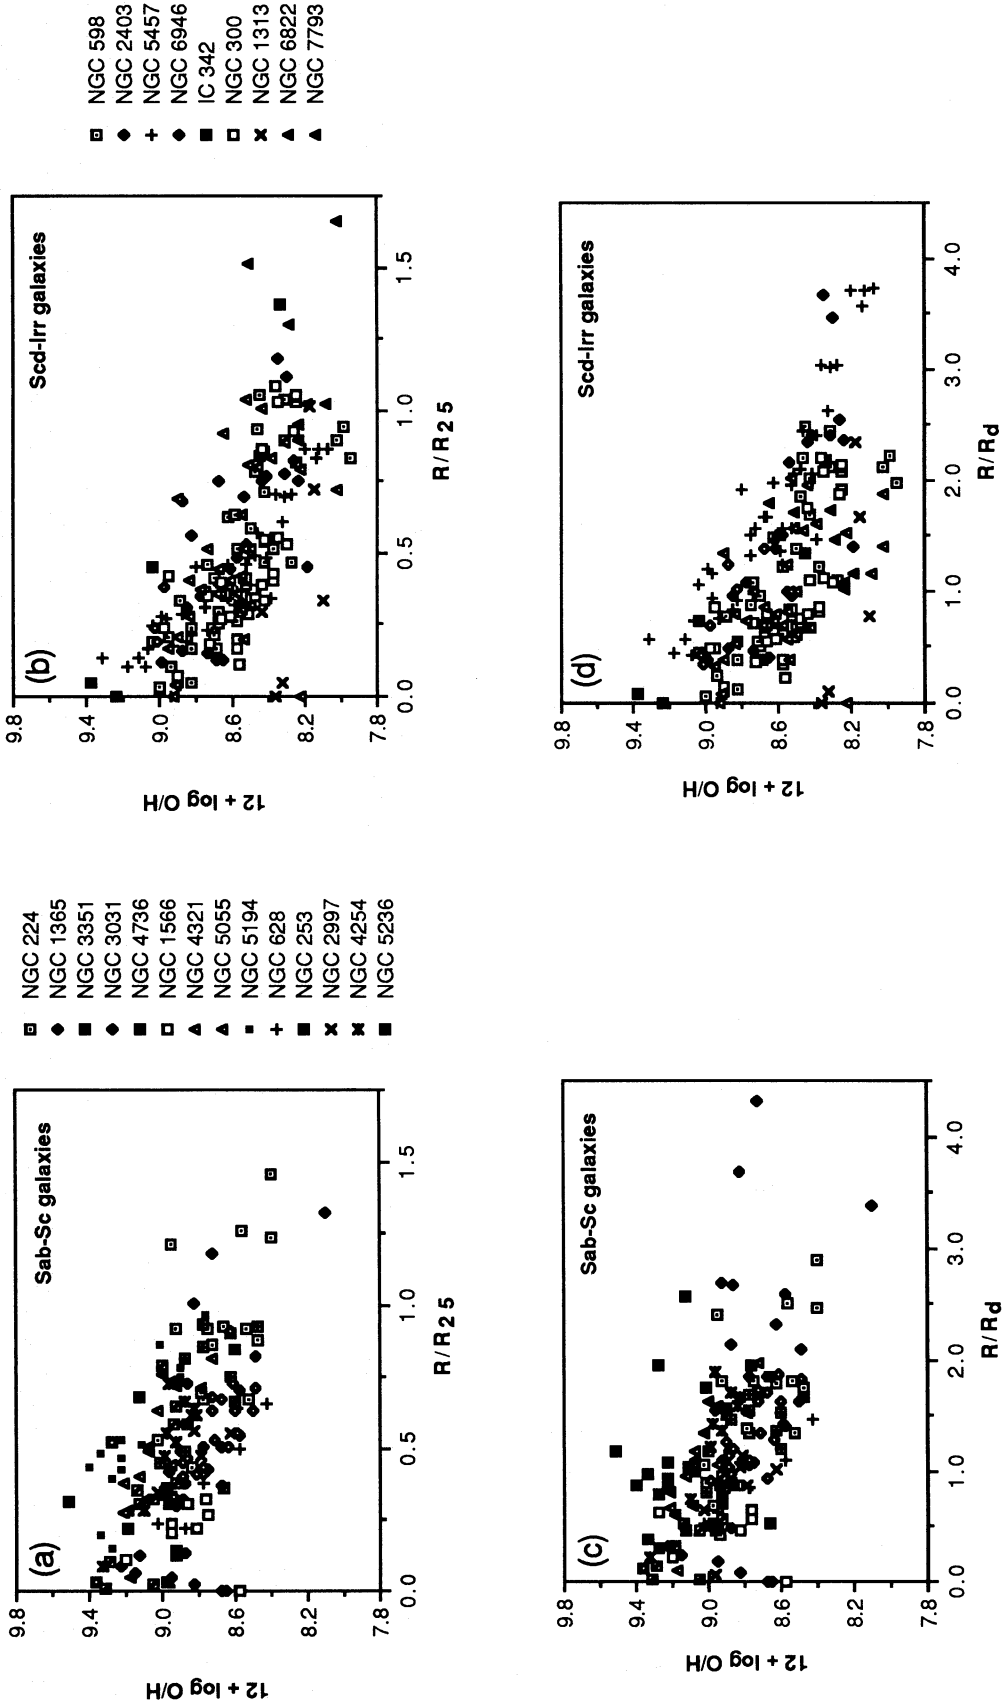 (a)
Sab-Sc galaxies
12 + log O/H
9.8
9.4
9.0
8.6
8.2
7.8
0.0
0.5
1.0
1.5
R/R25
NGC 224
NGC 1365
NGC 3351
NGC 3031
NGC 4736
NGC 1566
NGC 4321
NGC 5055
NGC 5194
NGC 628
NGC 253
NGC 2997
NGC 4254
NGC 5236
(b)
Scd-Irr galaxies
12 + log O/H
9.8
9.4
9.0
8.6
8.2
7.8
0.0
0.5
1.0
1.5
R/R25
NGC 598
NGC 2403
NGC 5457
NGC 6946
IC 342
NGC 300
NGC 1313
NGC 6822
NGC 7793
(c)
Sab-Sc galaxies
12 + log O/H
9.8
9.4
9.0
8.6
8.2
7.8
0.0
1.0
2.0
3.0
4.0
R/Rd
(d)
Scd-Irr galaxies
12 + log O/H
9.8
9.4
9.0
8.6
8.2
7.8
0.0
1.0
2.0
3.0
4.0
R/Rd